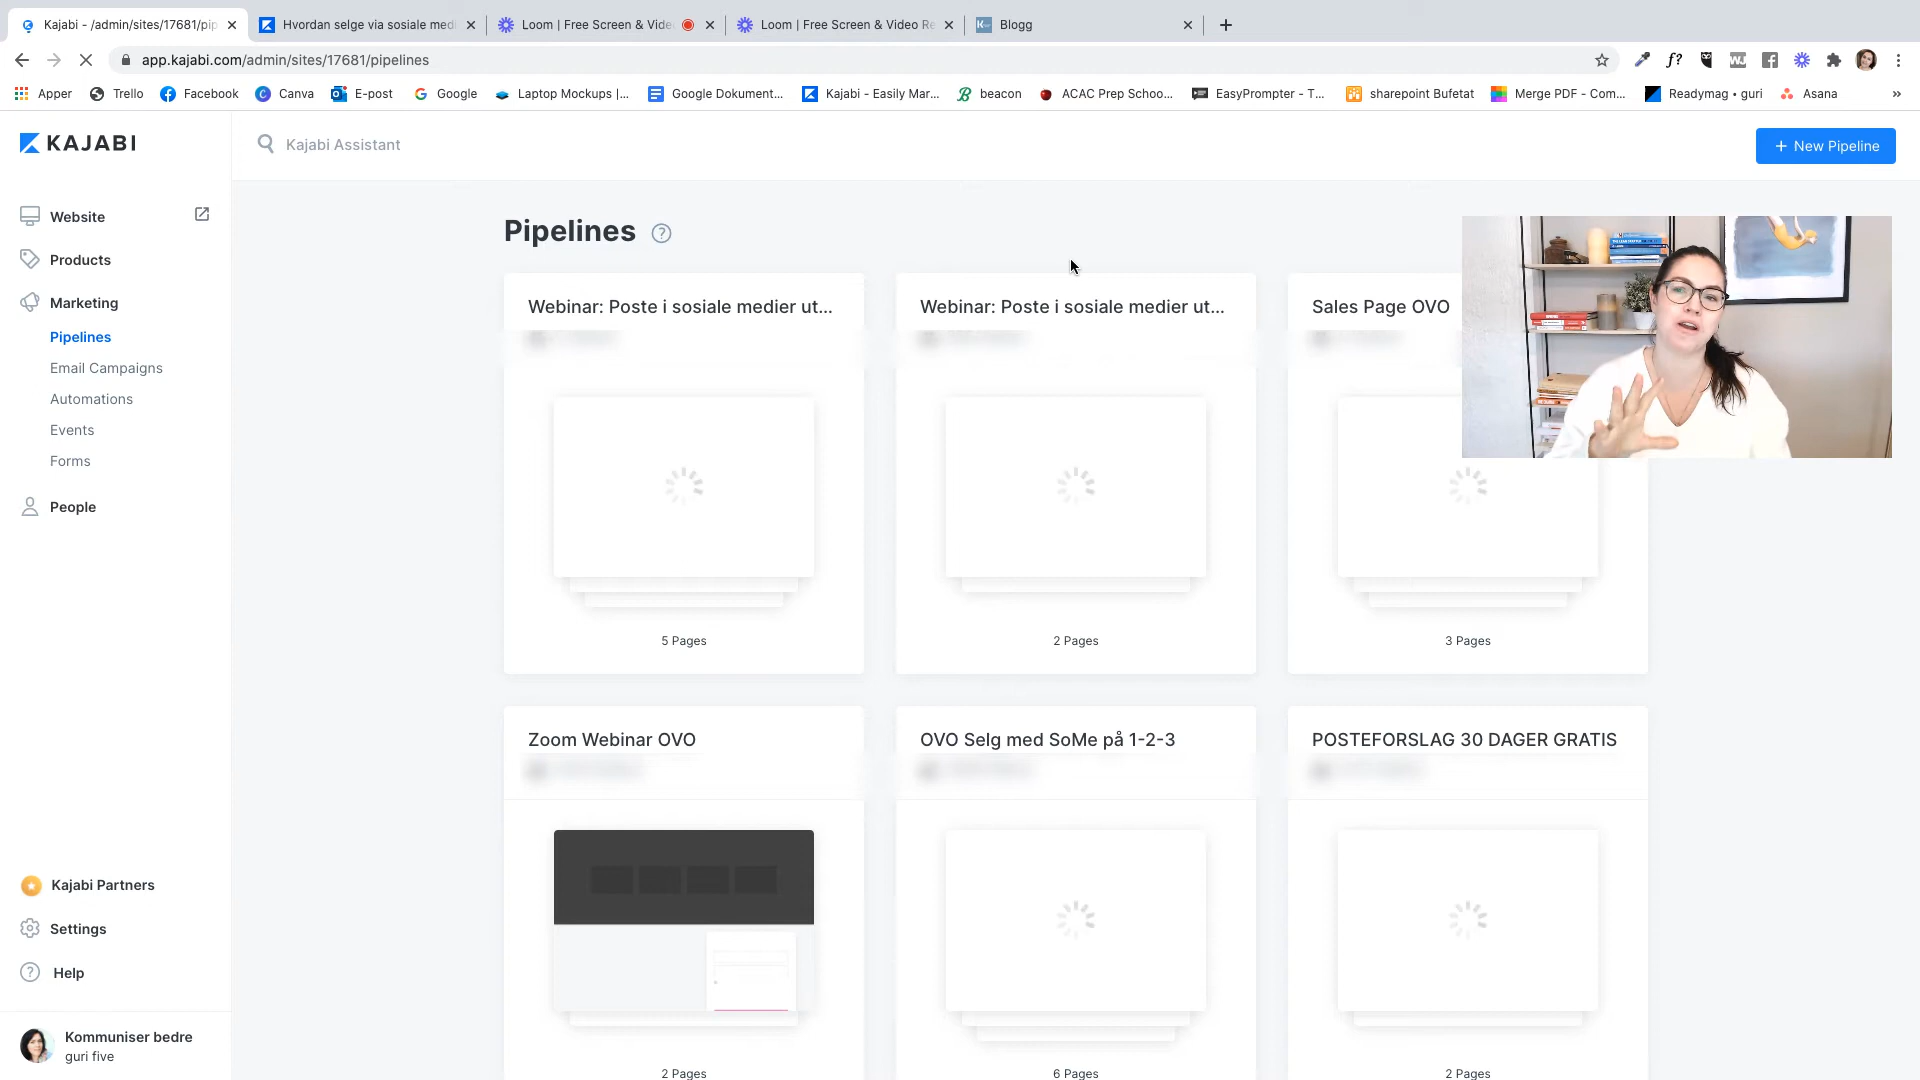 Kajabi - /admin/sites/17681/pip
Hvordan selge via sosiale medi
Loom | Free Screen & Vide
Loom | Free Screen & Video Re
Blogg
app.kajabi.com/admin/sites/17681/pipelines
Apper
Trello
Facebook
Canva
E-post
Google
Laptop Mockups |...
Google Dokument...
Kajabi - Easily Mar...
beacon
ACAC Prep Schoo...
EasyPrompter - T...
sharepoint Bufetat
Merge PDF - Com...
Readymag • guri
Asana
KAJABI
Kajabi Assistant
+ New Pipeline
Website
Products
Marketing
Pipelines
Email Campaigns
Automations
Events
Forms
People
Kajabi Partners
Settings
Help
Kommuniser bedre
guri five
Pipelines
Webinar: Poste i sosiale medier ut...
5 Pages
Webinar: Poste i sosiale medier ut...
2 Pages
Sales Page OVO
3 Pages
Zoom Webinar OVO
2 Pages
OVO Selg med SoMe på 1-2-3
6 Pages
POSTEFORSLAG 30 DAGER GRATIS
2 Pages